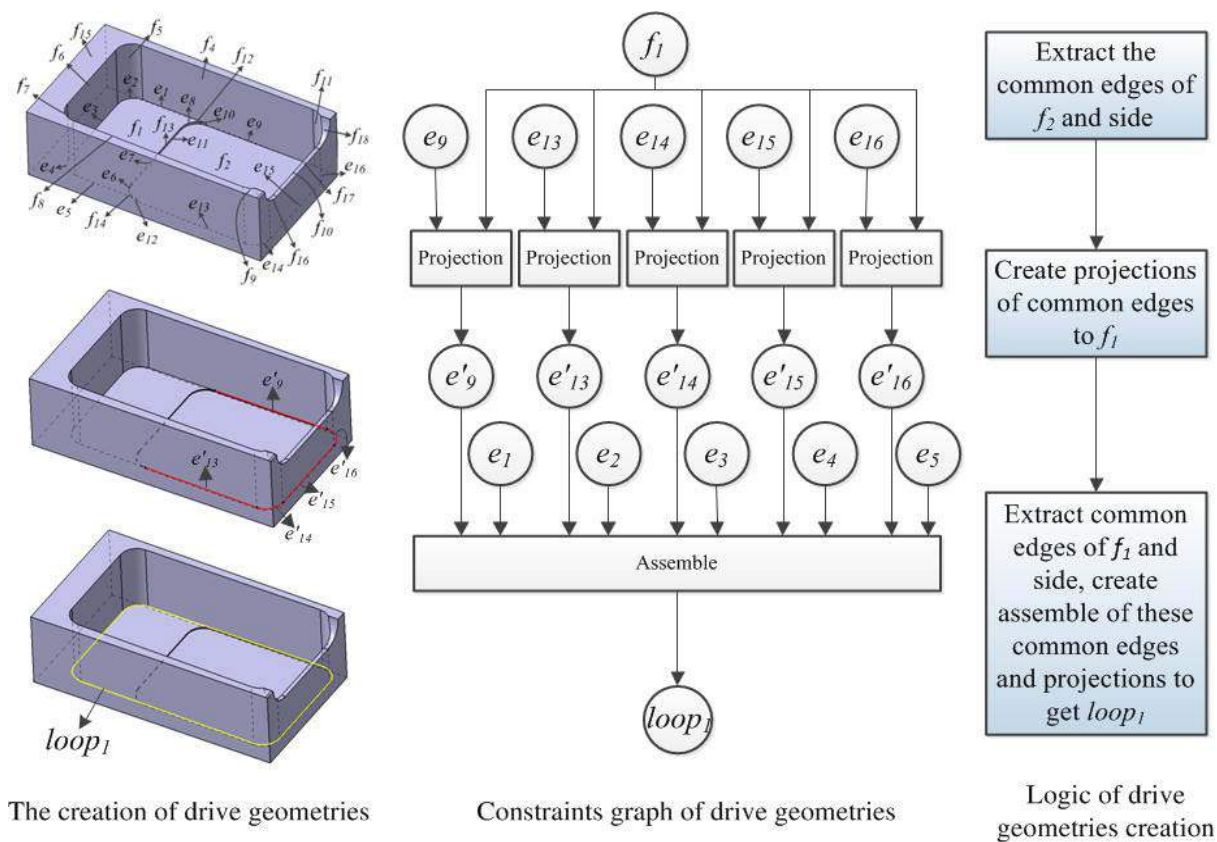 f15
f5
f6
f4
f12
f7
e2
e1
e8
e10
f11
e3
f1
f13
e9
f18
e7
e11
f2
e15
e16
e4
e6
f17
f8
e5
f14
e13
f10
e12
f16
f9
e14
e'9
e'13
e'16
e'15
e'14
loop1
The creation of drive geometries
f1
e9 e13 e14 e15 e16
Projection Projection Projection Projection Projection
e'9 e'13 e'14 e'15 e'16
e1 e2 e3 e4 e5
Assemble
loop1
Constraints graph of drive geometries
Extract the
common edges of
f2 and side
Create projections
of common edges
to f1
Extract common
edges of f1 and
side, create
assemble of these
common edges
and projections to
get loop1
Logic of drive
geometries creation